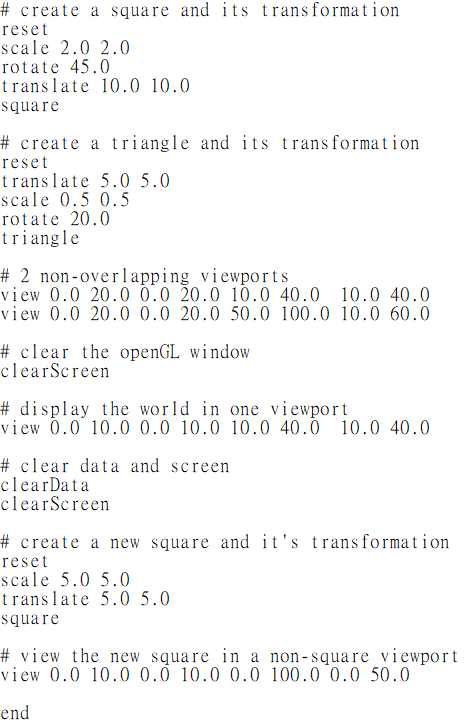 # create a square and its transformation
reset
scale 2.0 2.0
rotate 45.0
translate 10.0 10.0
square

# create a triangle and its transformation
reset
translate 5.0 5.0
scale 0.5 0.5
rotate 20.0
triangle

# 2 non-overlapping viewports
view 0.0 20.0 0.0 20.0 10.0 40.0  10.0 40.0
view 0.0 20.0 0.0 20.0 50.0 100.0 10.0 60.0

# clear the openGL window
clearScreen

# display the world in one viewport
view 0.0 10.0 0.0 10.0 10.0 40.0  10.0 40.0

# clear data and screen
clearData
clearScreen

# create a new square and it's transformation
reset
scale 5.0 5.0
translate 5.0 5.0
square

# view the new square in a non-square viewport
view 0.0 10.0 0.0 10.0 0.0 100.0 0.0 50.0

end